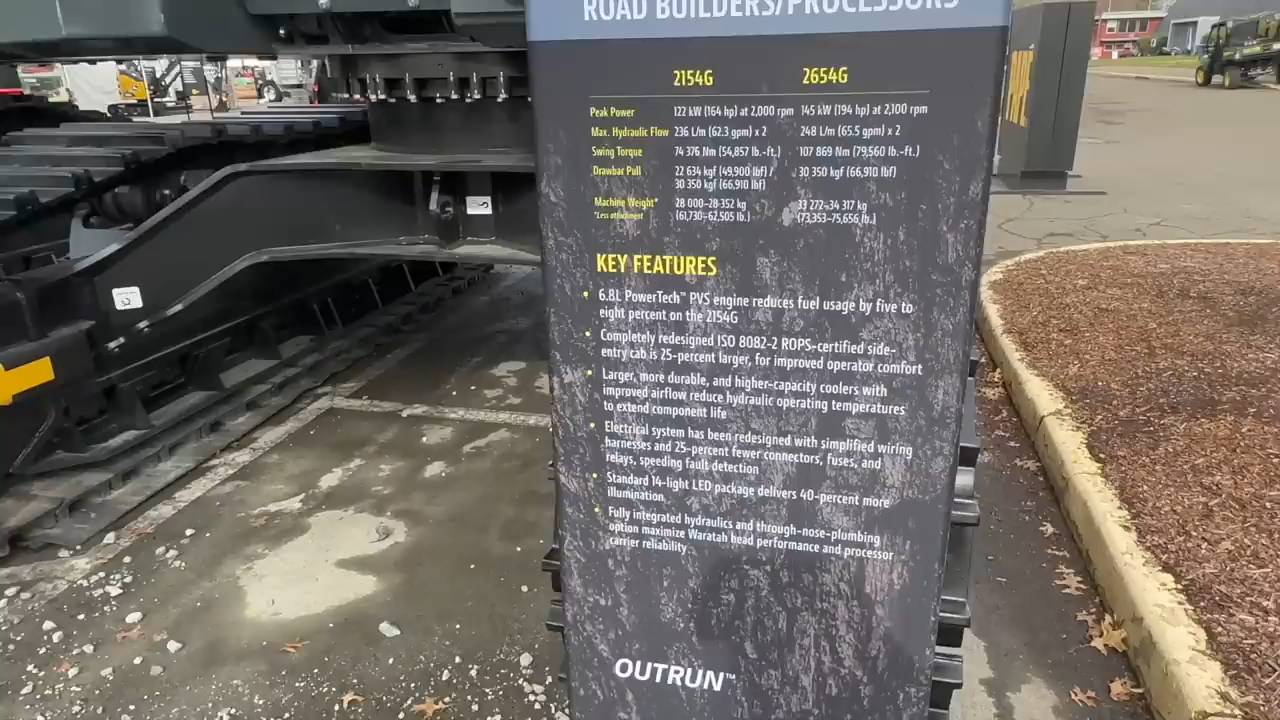 ROAD BUILDERS/PROCESSORS
2154G 2654G
Peak Power 122 kW (164 hp) at 2,000 rpm 145 kW (194 hp) at 2,100 rpm
Max. Hydraulic Flow 236 L/m (62.3 gpm) x 2 248 L/m (65.5 gpm) x 2
Swing Torque 74 376 Nm (54,857 lb.-ft.) 107 869 Nm (79,560 lb.-ft.)
Drawbar Pull 22 634 kgf (49,900 lbf) / 30 350 kgf (66,910 lbf)
30 350 kgf (66,910 lbf)
Machine Weight* 28 000–28 352 kg 33 272–34 317 kg
*Less attachment (61,730–62,505 lb.) (73,353–75,656 lb.)
KEY FEATURES
• 6.8L PowerTech™ PVS engine reduces fuel usage by five to
eight percent on the 2154G
• Completely redesigned ISO 8082-2 ROPS-certified side-
entry cab is 25-percent larger, for improved operator comfort
• Larger, more durable, and higher-capacity coolers with
improved airflow reduce hydraulic operating temperatures
to extend component life
• Electrical system has been redesigned with simplified wiring
harnesses and 25-percent fewer connectors, fuses, and
relays, speeding fault detection
• Standard 14-light LED package delivers 40-percent more
illumination
• Fully integrated hydraulics and through-nose-plumbing
option maximize Waratah head performance and processor
carrier reliability
OUTRUN™
PAPE